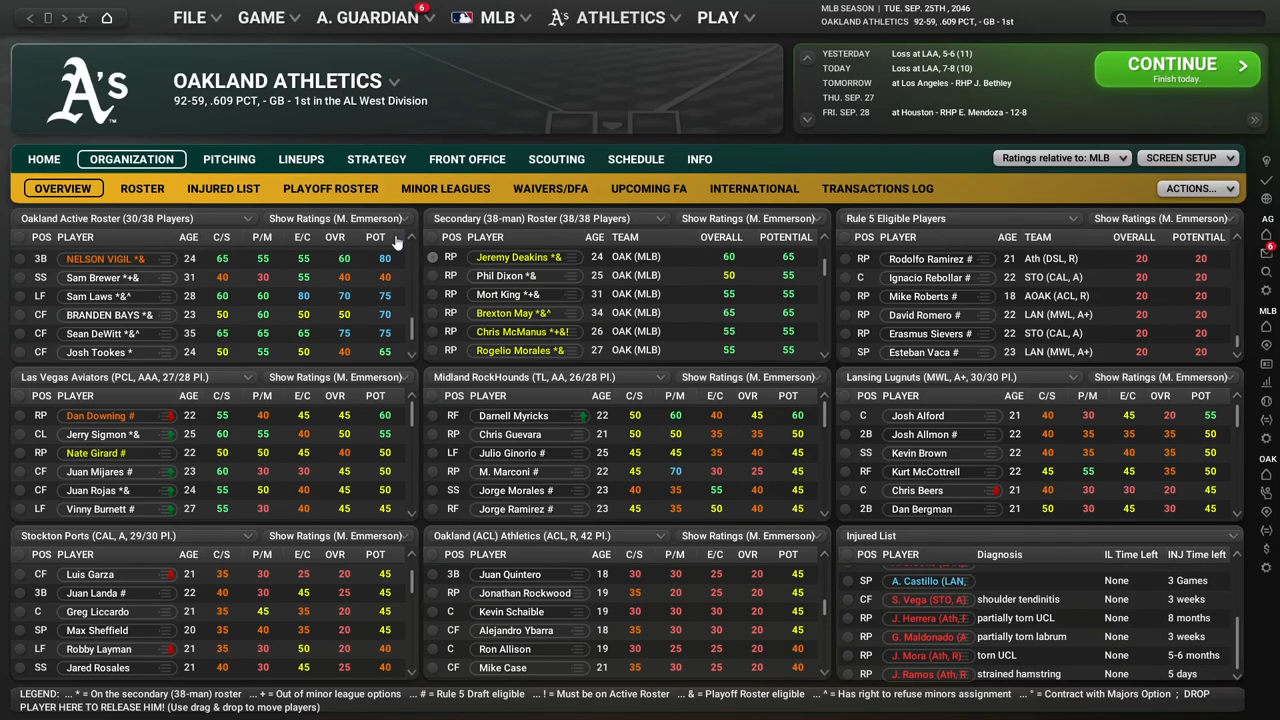 FILE GAME A. GUARDIAN 6 MLB ATHLETICS PLAY
MLB SEASON | TUE. SEP. 25TH , 2046
OAKLAND ATHLETICS 92-59, .609 PCT, - GB - 1st
A's
OAKLAND ATHLETICS
92-59, .609 PCT, - GB - 1st in the AL West Division
YESTERDAY Loss at LAA, 5-6 (11)
TODAY Loss at LAA, 7-8 (10)
TOMORROW at Los Angeles - RHP J. Bethley
THU. SEP. 27
FRI. SEP. 28 at Houston - RHP E. Mendoza - 12-8
CONTINUE
Finish today.
HOME ORGANIZATION PITCHING LINEUPS STRATEGY FRONT OFFICE SCOUTING SCHEDULE INFO Ratings relative to: MLB SCREEN SETUP
OVERVIEW ROSTER INJURED LIST PLAYOFF ROSTER MINOR LEAGUES WAIVERS/DFA UPCOMING FA INTERNATIONAL TRANSACTIONS LOG ACTIONS...
Oakland Active Roster (30/38 Players) Show Ratings (M. Emmerson)
POS PLAYER AGE C/S P/M E/C OVR POT
3B NELSON VIGIL *& 24 65 55 55 60 80
SS Sam Brewer *+& 31 40 30 55 40 40
LF Sam Laws *&^ 28 60 60 80 70 75
CF BRANDEN BAYS *& 23 50 60 50 50 70
CF Sean DeWitt *&^ 35 65 65 65 75 75
CF Josh Tookes * 24 50 55 50 40 65
Secondary (38-man) Roster (38/38 Players) Show Ratings (M. Emmerson)
POS PLAYER AGE TEAM OVERALL POTENTIAL
RP Jeremy Deakins *& 24 OAK (MLB) 60 65
RP Phil Dixon *& 25 OAK (MLB) 50 55
RP Mort King *+& 31 OAK (MLB) 55 55
RP Brexton May *&^ 34 OAK (MLB) 65 65
RP Chris McManus *+&! 26 OAK (MLB) 55 55
RP Rogelio Morales *& 27 OAK (MLB) 55 55
Rule 5 Eligible Players Show Ratings (M. Emmerson)
POS PLAYER AGE TEAM OVERALL POTENTIAL
RP Rodolfo Ramirez # 21 Ath (DSL, R) 20 20
C Ignacio Rebollar # 22 STO (CAL, A) 20 20
RP Mike Roberts # 18 AOAK (ACL, R) 20 20
RP David Romero # 22 LAN (MWL, A+) 20 20
RP Erasmus Sievers # 22 STO (CAL, A) 20 20
SP Esteban Vaca # 23 LAN (MWL, A+) 20 20
Las Vegas Aviators (PCL, AAA, 27/28 Pl.) Show Ratings (M. Emmerson)
POS PLAYER AGE C/S P/M E/C OVR POT
RP Dan Downing # 22 55 40 45 45 60
CL Jerry Sigmon *& 25 60 55 40 50 55
RP Nate Girard # 22 50 45 40 50 50
CF Juan Mijares # 23 60 30 30 45 50
CF Juan Rojas *& 24 55 50 40 45 50
LF Vinny Burnett # 27 55 30 40 45 45
Midland RockHounds (TL, AA, 26/28 Pl.) Show Ratings (M. Emmerson)
POS PLAYER AGE C/S P/M E/C OVR POT
RF Darnell Myricks 22 50 60 40 45 60
RP Chris Guevara 21 50 50 35 35 50
LF Julio Ginorio # 25 45 45 40 40 45
RP M. Marconi # 22 45 70 30 25 45
SS Jorge Morales # 23 40 35 55 40 45
RF Jorge Ramirez # 23 45 45 40 35 45
Lansing Lugnuts (MWL, A+, 30/30 Pl.) Show Ratings (M. Emmerson)
POS PLAYER AGE C/S P/M E/C OVR POT
C Josh Alford 21 40 30 45 20 55
2B Josh Allmon # 22 40 35 35 35 50
SS Kevin Brown 22 40 35 45 35 50
RF Kurt McCottrell 22 45 55 40 35 50
C Chris Beers 21 40 30 30 20 45
2B Dan Bergman 21 50 30 45 35 45
Stockton Ports (CAL, A, 29/30 Pl.) Show Ratings (M. Emmerson)
POS PLAYER AGE C/S P/M E/C OVR POT
CF Luis Garza 21 35 30 25 20 45
3B Juan Landa # 22 40 30 45 25 45
C Greg Liccardo 21 35 45 35 20 45
SP Max Sheffield 20 35 40 35 20 45
LF Robby Layman 21 35 30 50 20 40
SS Jared Rosales 22 40 30 45 25 40
Oakland (ACL) Athletics (ACL, R, 42 Pl.) Show Ratings (M. Emmerson)
POS PLAYER AGE C/S P/M E/C OVR POT
3B Juan Quintero 18 30 30 25 20 45
RP Jonathan Rockwood 19 35 20 25 20 45
C Kevin Schaible 19 35 30 40 20 45
CF Alejandro Ybarra 18 35 30 30 20 45
C Ron Allison 19 30 25 25 20 40
CF Mike Case 21 35 30 30 20 40
Injured List
POS PLAYER Diagnosis IL Time Left INJ Time left
SP A. Castillo (LAN, None 3 Games
CF S. Vega (STO, A) shoulder tendinitis None 3 weeks
RP J. Herrera (Ath, partially torn UCL None 8 months
RP G. Maldonado (A partially torn labrum None 3 weeks
RP J. Mora (Ath, R) torn UCL None 5-6 months
RP J. Ramos (Ath, R strained hamstring None 5 days
AG
6
MLB
OAK
LEGEND: ... * = On the secondary (38-man) roster ... + = Out of minor league options ... # = Rule 5 Draft eligible ... ! = Must be on Active Roster ... & = Playoff Roster eligible ... ^ = Has right to refuse minors assignment ... ° = Contract with Majors Option ; DROP
PLAYER HERE TO RELEASE HIM! (Use drag & drop to move players)